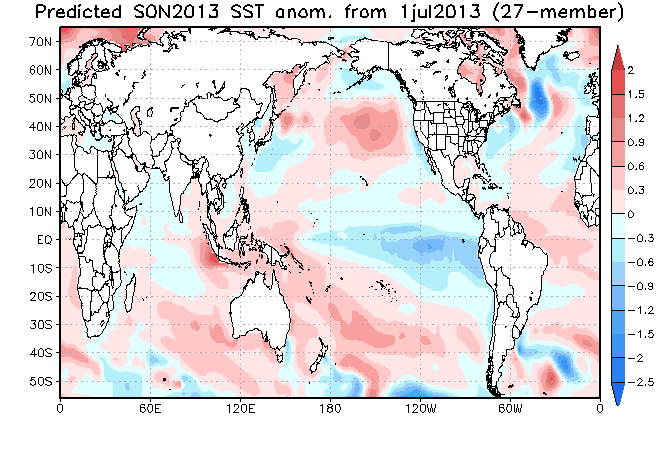 Predicted SON2013 SST anom. from 1jul2013 (27-member)
70N
60N
50N
40N
30N
20N
10N
EQ
10S
20S
30S
40S
50S
0 60E 120E 180 120W 60W 0
2
1.5
1.2
0.9
0.6
0.3
0
-0.3
-0.6
-0.9
-1.2
-1.5
-2
-2.5